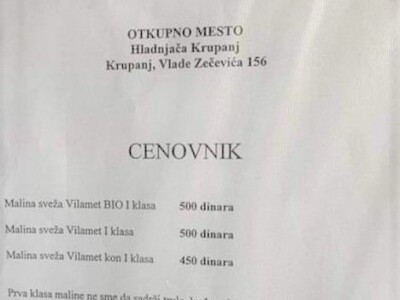 OTKUPNO MESTO
Hladnjača Krupanj
Krupanj, Vlade Zečevića 156
CENOVNIK
Malina sveža Vilamet BIO I klasa 500 dinara
Malina sveža Vilamet I klasa 500 dinara
Malina sveža Vilamet kon I klasa 450 dinara
Prva klasa maline ne sme da sadrži